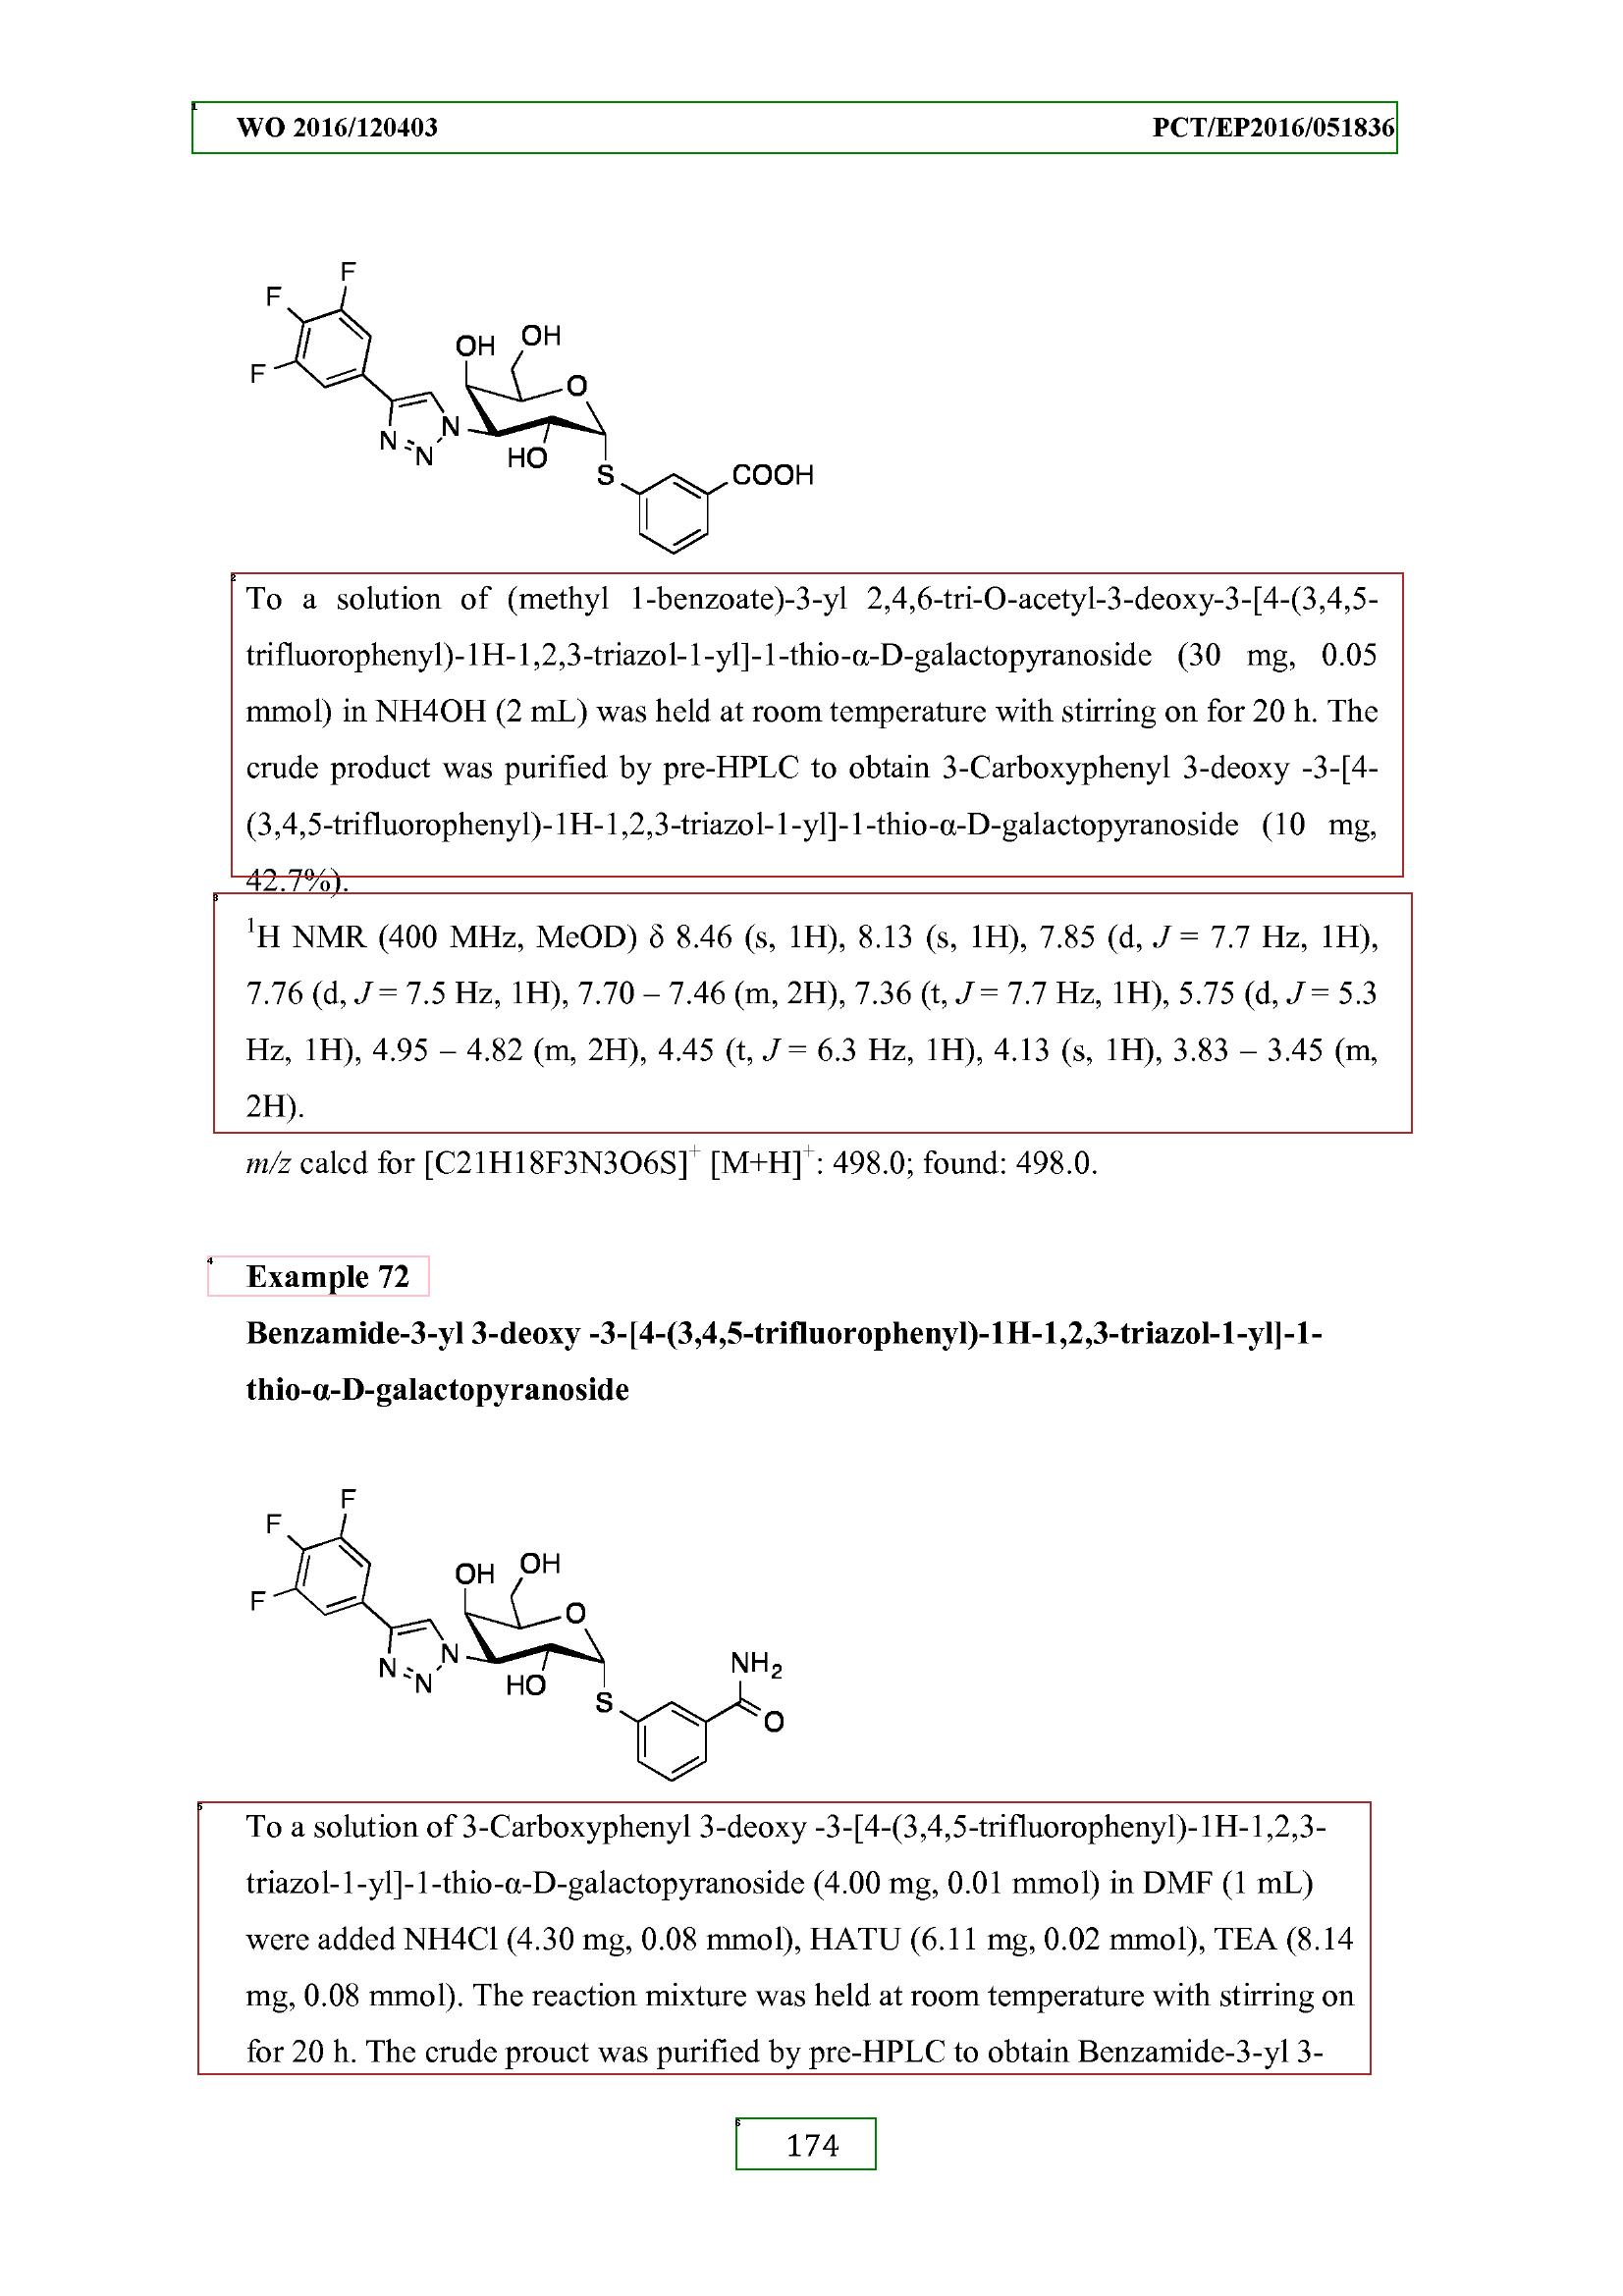 WO 2016/120403 PCT/EP2016/051836
F
F
F
OH
OH
O
N
N
N
HO
S
COOH
To a solution of (methyl 1-benzoate)-3-yl 2,4,6-tri-O-acetyl-3-deoxy-3-[4-(3,4,5-
trifluorophenyl)-1H-1,2,3-triazol-1-yl]-1-thio-α-D-galactopyranoside (30 mg, 0.05
mmol) in NH4OH (2 mL) was held at room temperature with stirring on for 20 h. The
crude product was purified by pre-HPLC to obtain 3-Carboxyphenyl 3-deoxy -3-[4-
(3,4,5-trifluorophenyl)-1H-1,2,3-triazol-1-yl]-1-thio-α-D-galactopyranoside (10 mg,
42.7%).
¹H NMR (400 MHz, MeOD) δ 8.46 (s, 1H), 8.13 (s, 1H), 7.85 (d, J = 7.7 Hz, 1H),
7.76 (d, J = 7.5 Hz, 1H), 7.70 – 7.46 (m, 2H), 7.36 (t, J = 7.7 Hz, 1H), 5.75 (d, J = 5.3
Hz, 1H), 4.95 – 4.82 (m, 2H), 4.45 (t, J = 6.3 Hz, 1H), 4.13 (s, 1H), 3.83 – 3.45 (m,
2H).
m/z calcd for [C21H18F3N3O6S]⁺ [M+H]⁺: 498.0; found: 498.0.
Example 72
Benzamide-3-yl 3-deoxy -3-[4-(3,4,5-trifluorophenyl)-1H-1,2,3-triazol-1-yl]-1-
thio-α-D-galactopyranoside
F
F
F
OH
OH
O
N
N
N
HO
S
NH₂
O
To a solution of 3-Carboxyphenyl 3-deoxy -3-[4-(3,4,5-trifluorophenyl)-1H-1,2,3-
triazol-1-yl]-1-thio-α-D-galactopyranoside (4.00 mg, 0.01 mmol) in DMF (1 mL)
were added NH4Cl (4.30 mg, 0.08 mmol), HATU (6.11 mg, 0.02 mmol), TEA (8.14
mg, 0.08 mmol). The reaction mixture was held at room temperature with stirring on
for 20 h. The crude prouct was purified by pre-HPLC to obtain Benzamide-3-yl 3-
174